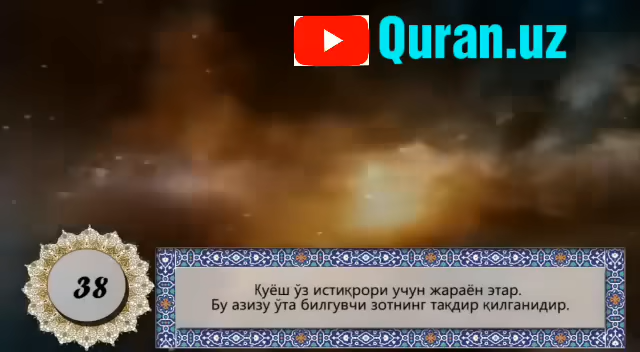 Quran.uz
38
Қуёш ўз истиқрори учун жараён этар.
Бу азизу ўта билгувчи зотнинг тақдир қилганидир.